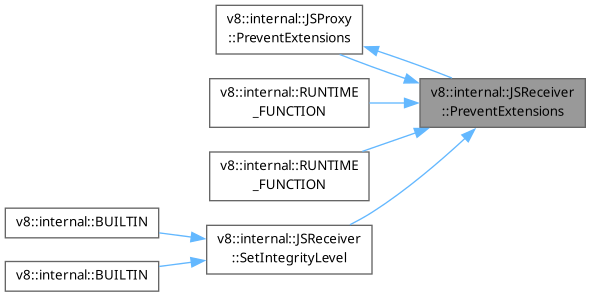 v8::internal::JSProxy
::PreventExtensions
v8::internal::JSReceiver
::PreventExtensions
v8::internal::RUNTIME
_FUNCTION
v8::internal::RUNTIME
_FUNCTION
v8::internal::BUILTIN
v8::internal::JSReceiver
::SetIntegrityLevel
v8::internal::BUILTIN